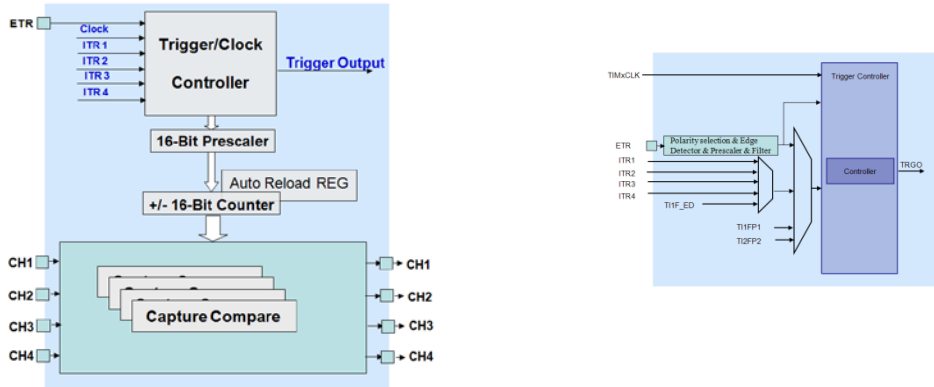 ETR
Clock
ITR 1
ITR 2
ITR 3
ITR 4
Trigger/Clock
Controller
Trigger Output
16-Bit Prescaler
Auto Reload REG
+/- 16-Bit Counter
CH1
CH2
CH3
CH4
Capture Compare
CH1
CH2
CH3
CH4
TIMxCLK
Trigger Controller
ETR
Polarity selection & Edge
Detector & Prescaler & Filter
ITR1
ITR2
ITR3
ITR4
TI1F_ED
TI1FP1
TI2FP2
Controller
TRGO